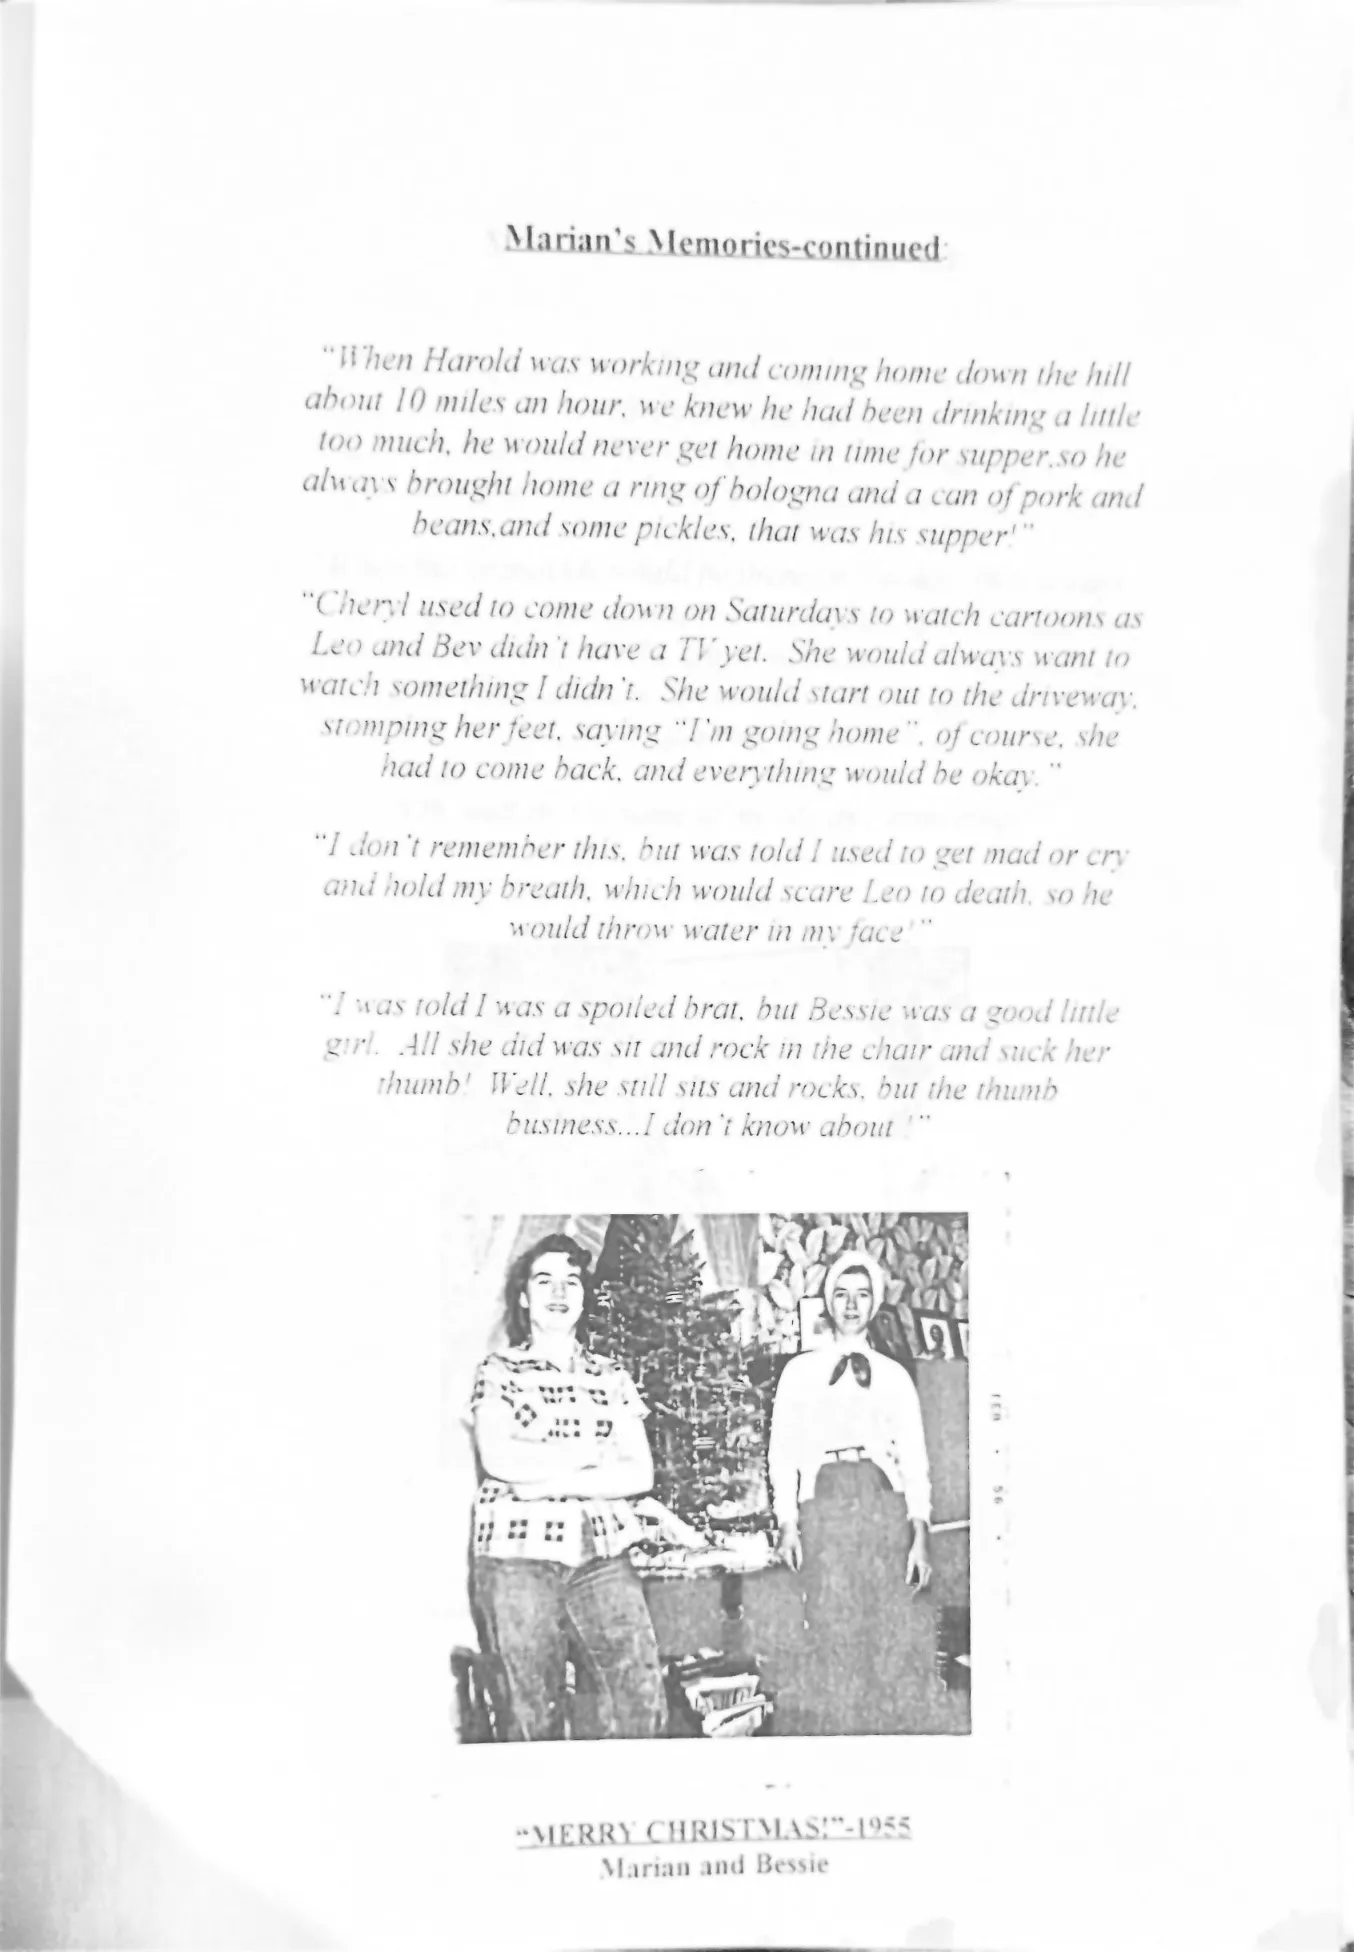 Marian's Memories-continued:
"When Harold was working and coming home down the hill
about 10 miles an hour, we knew he had been drinking a little
too much, he would never get home in time for supper,so he
always brought home a ring of bologna and a can of pork and
beans,and some pickles, that was his supper!"
"Cheryl used to come down on Saturdays to watch cartoons as
Leo and Bev didn't have a TV yet.  She would always want to
watch something I didn't.  She would start out to the driveway,
stomping her feet, saying "I'm going home", of course, she
had to come back, and everything would be okay."
"I don't remember this, but was told I used to get mad or cry
and hold my breath, which would scare Leo to death, so he
would throw water in my face!"
"I was told I was a spoiled brat, but Bessie was a good little
girl.  All she did was sit and rock in the chair and suck her
thumb!  Well, she still sits and rocks, but the thumb
business...I don't know about !"
9
FEB · 56 ·
"MERRY CHRISTMAS!"-1955
Marian and Bessie